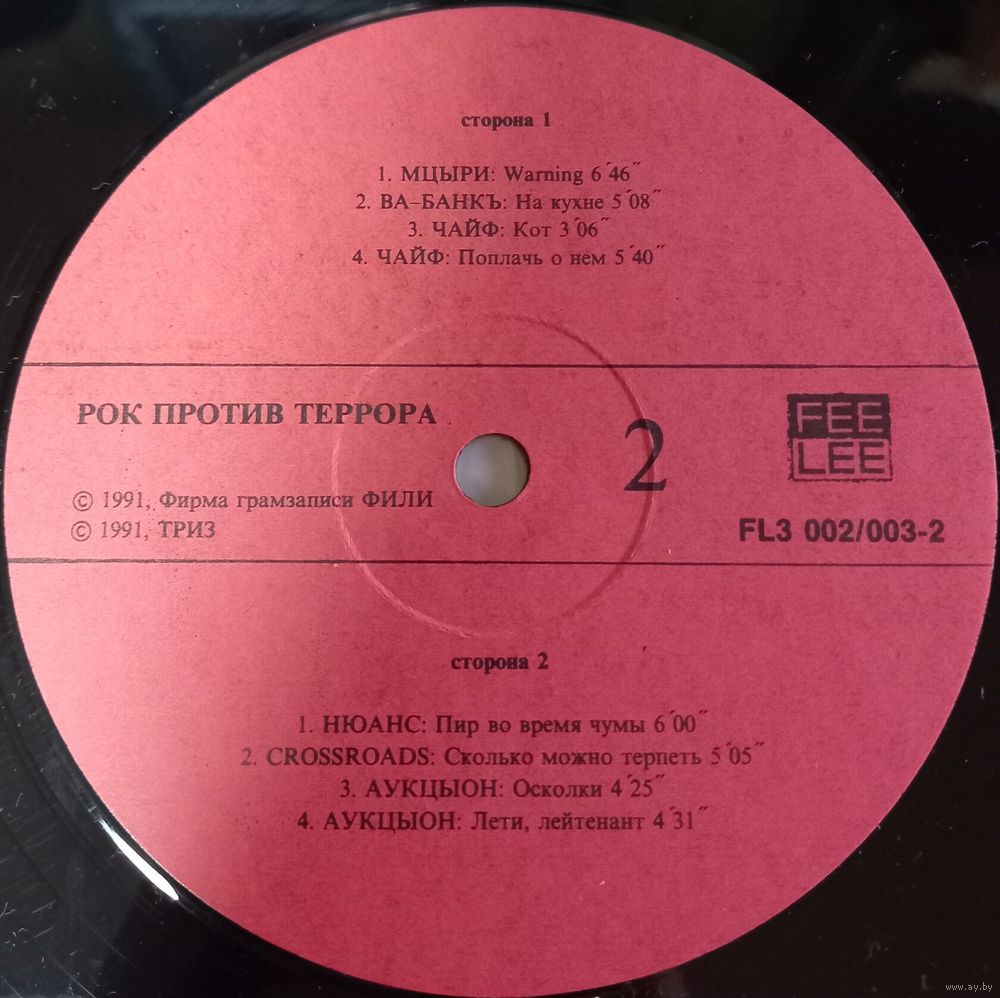 сторона 1
1. МЦЫРИ: Warning 6´46˝
2. ВА–БАНКЪ: На кухне 5´08˝
3. ЧАЙФ: Кот 3´06˝
4. ЧАЙФ: Поплачь о нем 5´40˝
РОК ПРОТИВ ТЕРРОРА
2
FEE
LEE
© 1991, Фирма грамзаписи ФИЛИ
© 1991, ТРИЗ
FL3 002/003-2
сторона 2
1. НЮАНС: Пир во время чумы 6´00˝
2. CROSSROADS: Сколько можно терпеть 5´05˝
3. АУКЦЫОН: Осколки 4´25˝
4. АУКЦЫОН: Лети, лейтенант 4´31˝
www.ay.by